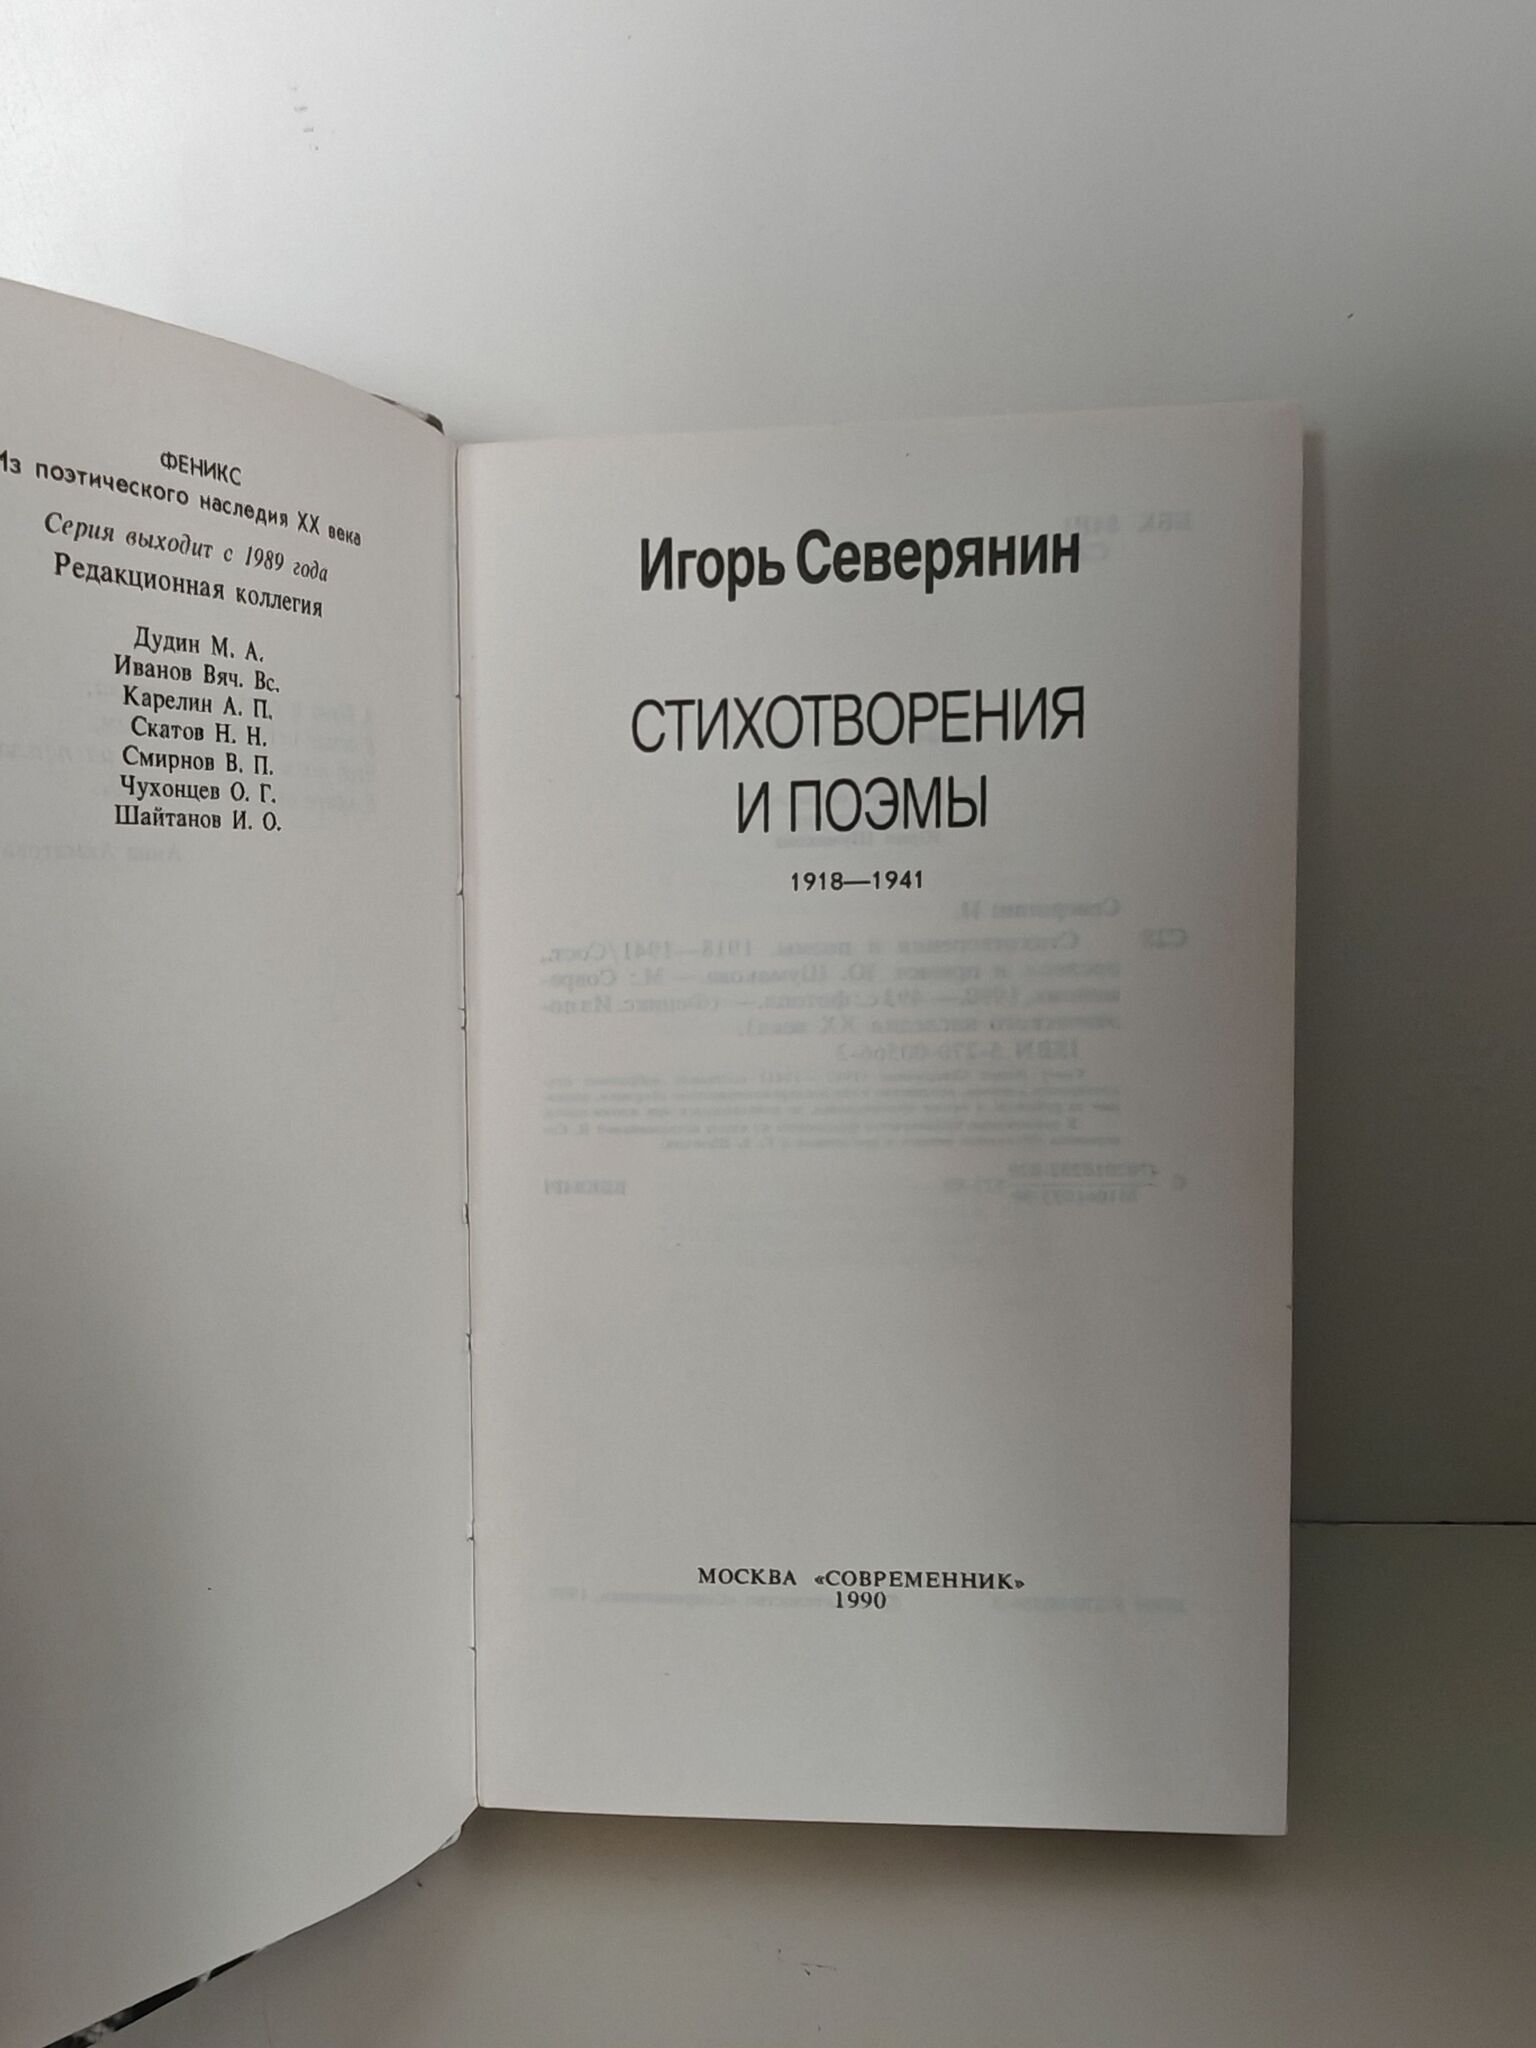 ФЕНИКС
Из поэтического наследия XX века
Серия выходит с 1989 года
Редакционная коллегия
Дудин М. А.
Иванов Вяч. Вс.
Карелин А. П.
Скатов Н. Н.
Смирнов В. П.
Чухонцев О. Г.
Шайтанов И. О.
Игорь Северянин
СТИХОТВОРЕНИЯ
И ПОЭМЫ
1918—1941
МОСКВА «СОВРЕМЕННИК»
1990